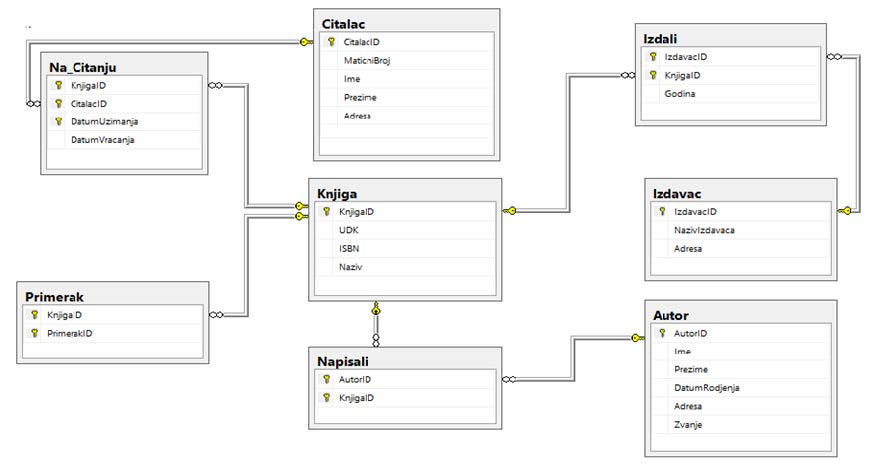 Citalac
CitalacID
MaticniBroj
Ime
Prezime
Adresa
Na_Citanju
KnjigaID
CitalacID
DatumUzimanja
DatumVracanja
Izdali
IzdavacID
KnjigaID
Godina
Knjiga
KnjigaID
UDK
ISBN
Naziv
Izdavac
IzdavacID
NazivIzdavaca
Adresa
Primerak
KnjigaID
PrimerakID
Napisali
AutorID
KnjigaID
Autor
AutorID
Ime
Prezime
DatumRodjenja
Adresa
Zvanje